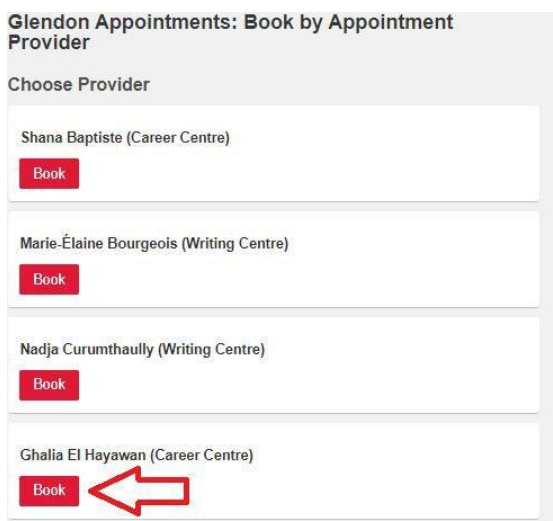 Glendon Appointments: Book by Appointment
Provider
Choose Provider
Shana Baptiste (Career Centre)
Book
Marie-Élaine Bourgeois (Writing Centre)
Book
Nadja Curumthaully (Writing Centre)
Book
Ghalia El Hayawan (Career Centre)
Book